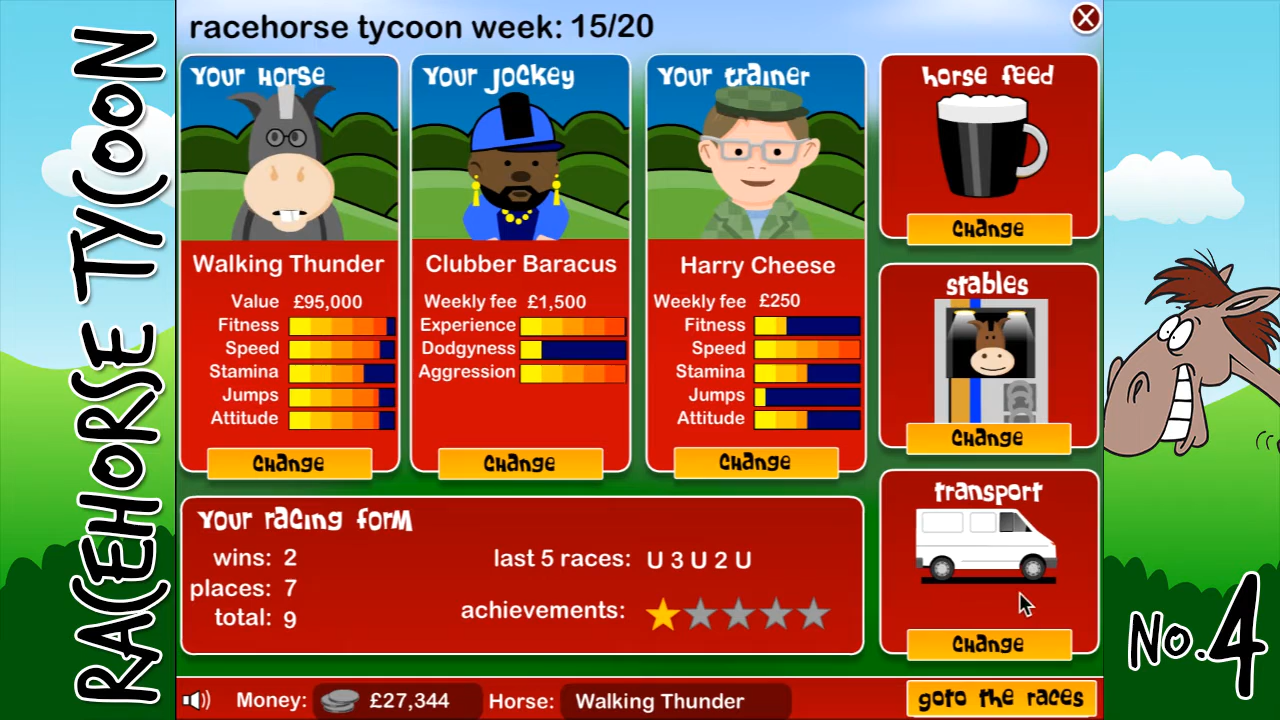 RACEHORSE TYCOON
racehorse tycoon week: 15/20
Your Horse
Walking Thunder
Value £95,000
Fitness
Speed
Stamina
Jumps
Attitude
Change
Your Jockey
Clubber Baracus
Weekly fee £1,500
Experience
Dodgyness
Aggression
Change
Your trainer
Harry Cheese
Weekly fee £250
Fitness
Speed
Stamina
Jumps
Attitude
Change
horse feed
Change
stables
Change
transport
Change
Your racing form
wins: 2
places: 7
total: 9
last 5 races: U 3 U 2 U
achievements:
Money: £27,344 Horse: Walking Thunder
goto the races
No.4